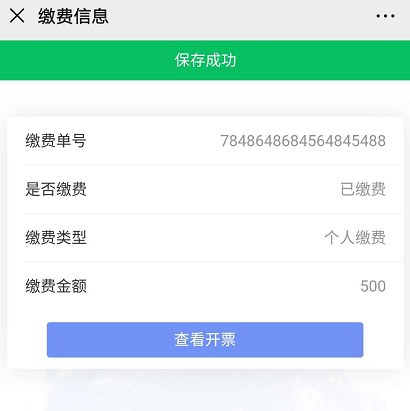 缴费信息
保存成功
缴费单号 7848648684564845488
是否缴费 已缴费
缴费类型 个人缴费
缴费金额 500
查看开票